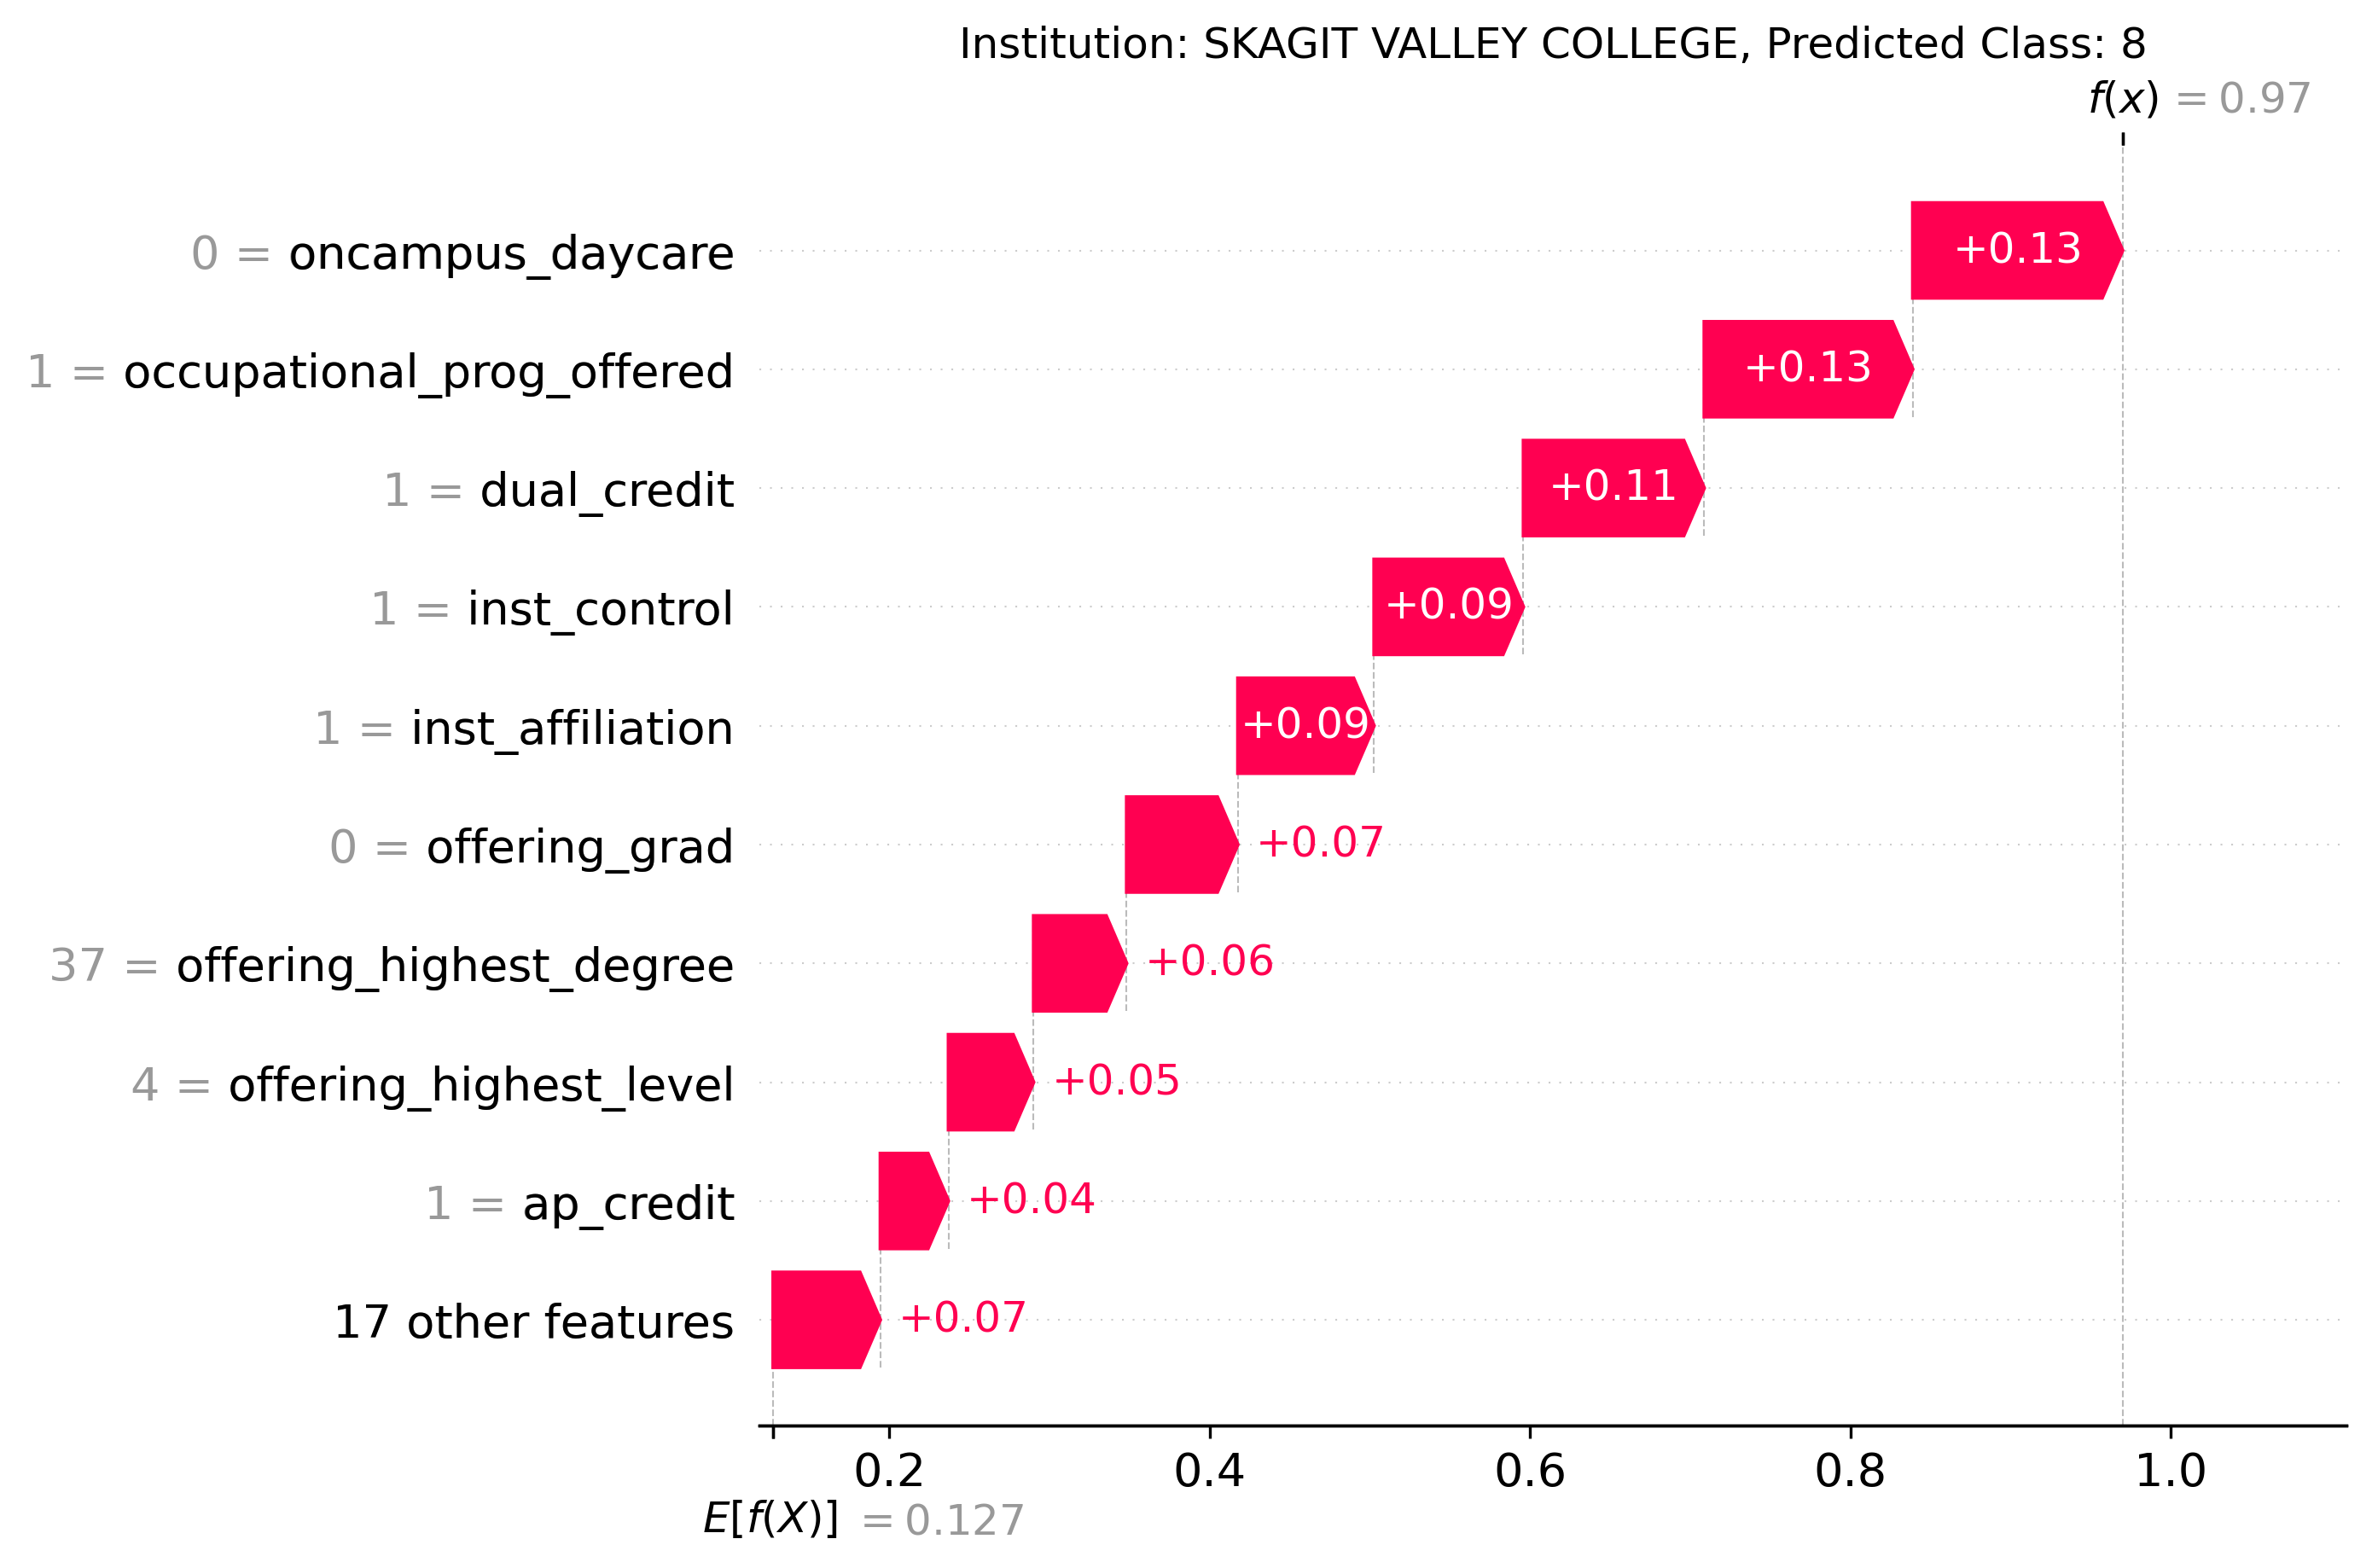 Institution: SKAGIT VALLEY COLLEGE, Predicted Class: 8
f(x) = 0.97
0 = oncampus_daycare +0.13
1 = occupational_prog_offered +0.13
1 = dual_credit +0.11
1 = inst_control +0.09
1 = inst_affiliation +0.09
0 = offering_grad +0.07
37 = offering_highest_degree +0.06
4 = offering_highest_level +0.05
1 = ap_credit +0.04
17 other features +0.07
0.2 0.4 0.6 0.8 1.0
E[f(X)] = 0.127